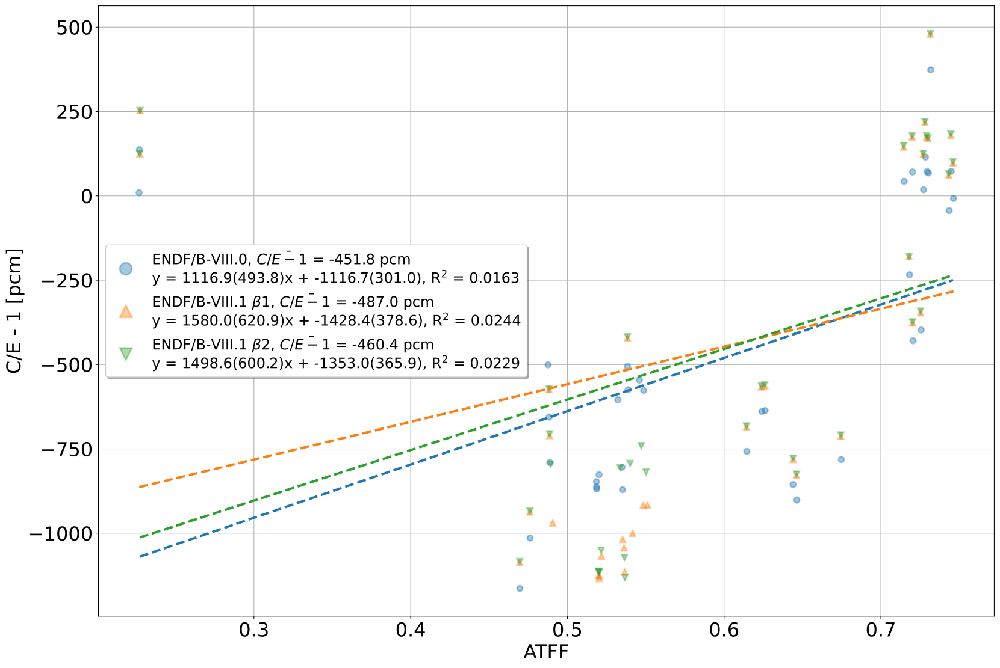 500
250
0
−250
−500
−750
−1000
C/E - 1 [pcm]
ENDF/B-VIII.0, C/E ̄− 1 = -451.8 pcm
y = 1116.9(493.8)x + -1116.7(301.0), R² = 0.0163
ENDF/B-VIII.1 β1, C/E ̄− 1 = -487.0 pcm
y = 1580.0(620.9)x + -1428.4(378.6), R² = 0.0244
ENDF/B-VIII.1 β2, C/E ̄− 1 = -460.4 pcm
y = 1498.6(600.2)x + -1353.0(365.9), R² = 0.0229
0.3 0.4 0.5 0.6 0.7
ATFF